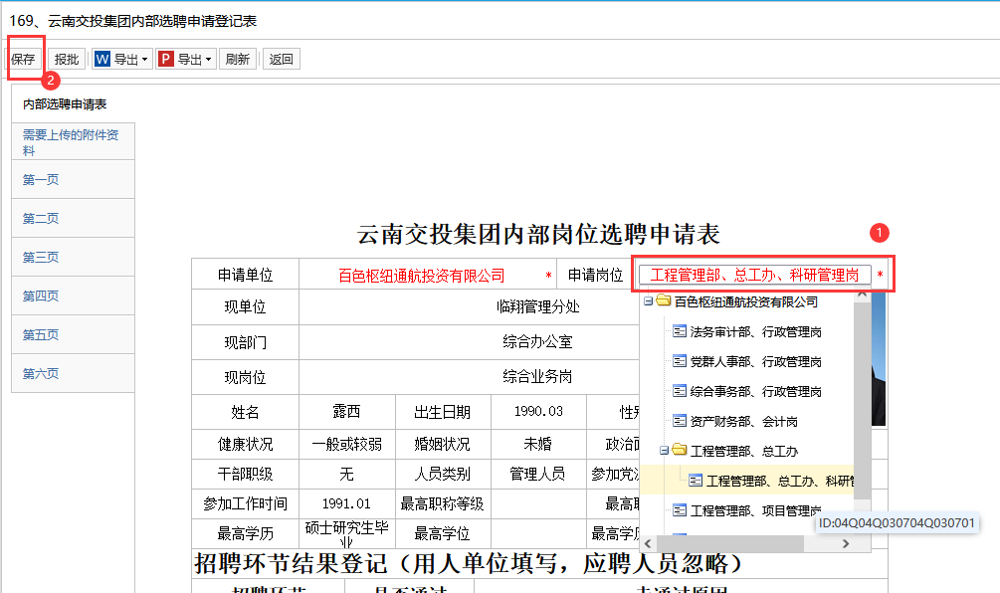 169、云南交投集团内部选聘申请登记表
保存 报批 W 导出 P 导出 刷新 返回
2
内部选聘申请表
需要上传的附件资
料
第一页
第二页
第三页
第四页
第五页
第六页
云南交投集团内部岗位选聘申请表
1
申请单位 百色枢纽通航投资有限公司 * 申请岗位 工程管理部、总工办、科研管理岗 *
现单位 临翔管理分处
现部门 综合办公室
现岗位 综合业务岗
姓名 露西 出生日期 1990.03
健康状况 一般或较弱 婚姻状况 未婚 政治
干部职级 无 人员类别 管理人员 参加党
参加工作时间 1991.01 最高职称等级 最高
最高学历 硕士研究生毕
业 最高学位 最高
百色枢纽通航投资有限公司
法务审计部、行政管理岗
党群人事部、行政管理岗
综合事务部、行政管理岗
资产财务部、会计岗
工程管理部、总工办
工程管理部、总工办、科研
工程管理部、项目管理岗
ID:04Q04Q030704Q030701
招聘环节结果登记（用人单位填写，应聘人员忽略）
招聘环节 是否通过 未通过原因